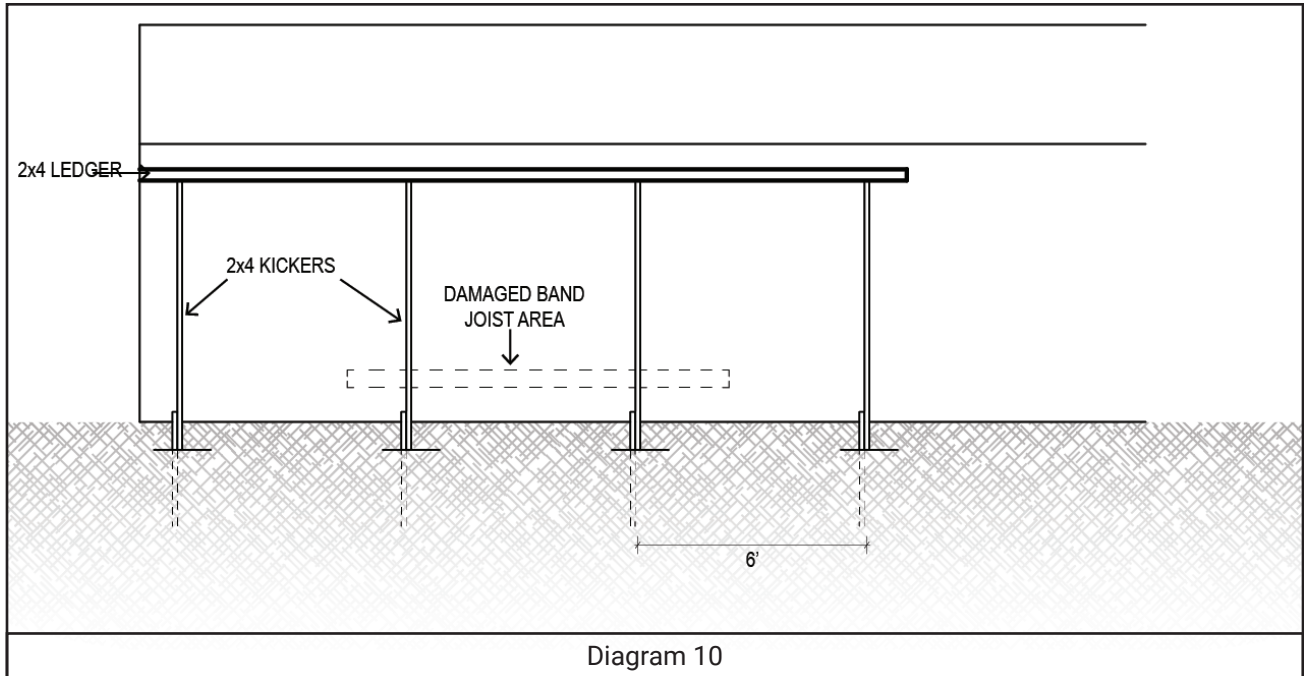 2x4 LEDGER
2x4 KICKERS
DAMAGED BAND
JOIST AREA
6'
Diagram 10